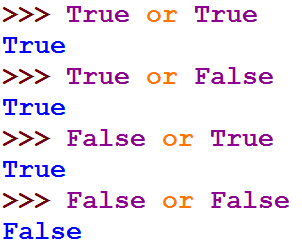 >>> True or True
True
>>> True or False
True
>>> False or True
True
>>> False or False
False